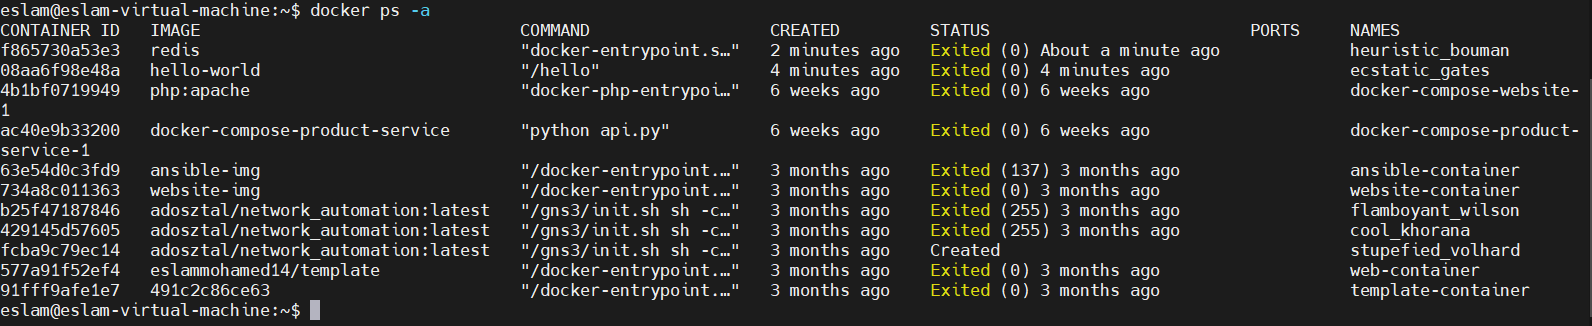 eslam@eslam-virtual-machine:~$ docker ps -a
CONTAINER ID   IMAGE                                COMMAND                  CREATED         STATUS                          PORTS     NAMES
f865730a53e3   redis                                "docker-entrypoint.s…"   2 minutes ago   Exited (0) About a minute ago             heuristic_bouman
08aa6f98e48a   hello-world                          "/hello"                 4 minutes ago   Exited (0) 4 minutes ago                  ecstatic_gates
4b1bf0719949   php:apache                           "docker-php-entrypoi…"   6 weeks ago     Exited (0) 6 weeks ago                    docker-compose-website-
1
ac40e9b33200   docker-compose-product-service       "python api.py"          6 weeks ago     Exited (0) 6 weeks ago                    docker-compose-product-
service-1
63e54d0c3fd9   ansible-img                          "/docker-entrypoint.…"   3 months ago    Exited (137) 3 months ago                 ansible-container
734a8c011363   website-img                          "/docker-entrypoint.…"   3 months ago    Exited (0) 3 months ago                   website-container
b25f47187846   adosztal/network_automation:latest   "/gns3/init.sh sh -c…"   3 months ago    Exited (255) 3 months ago                 flamboyant_wilson
429145d57605   adosztal/network_automation:latest   "/gns3/init.sh sh -c…"   3 months ago    Exited (255) 3 months ago                 cool_khorana
fcba9c79ec14   adosztal/network_automation:latest   "/gns3/init.sh sh -c…"   3 months ago    Created                                   stupefied_volhard
577a91f52ef4   eslammohamed14/template              "/docker-entrypoint.…"   3 months ago    Exited (0) 3 months ago                   web-container
91fff9afe1e7   491c2c86ce63                         "/docker-entrypoint.…"   3 months ago    Exited (0) 3 months ago                   template-container
eslam@eslam-virtual-machine:~$